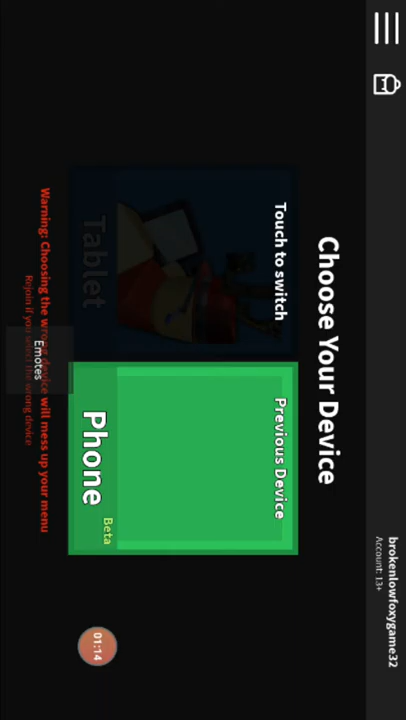 brokenlowfoxygame32
Account: 13+
Choose Your Device
Touch to switch
Previous Device
Tablet
Phone
Beta
Warning: Choosing the wrong device will mess up your menu
Rejoin if you select the wrong device
Emotes
01:14